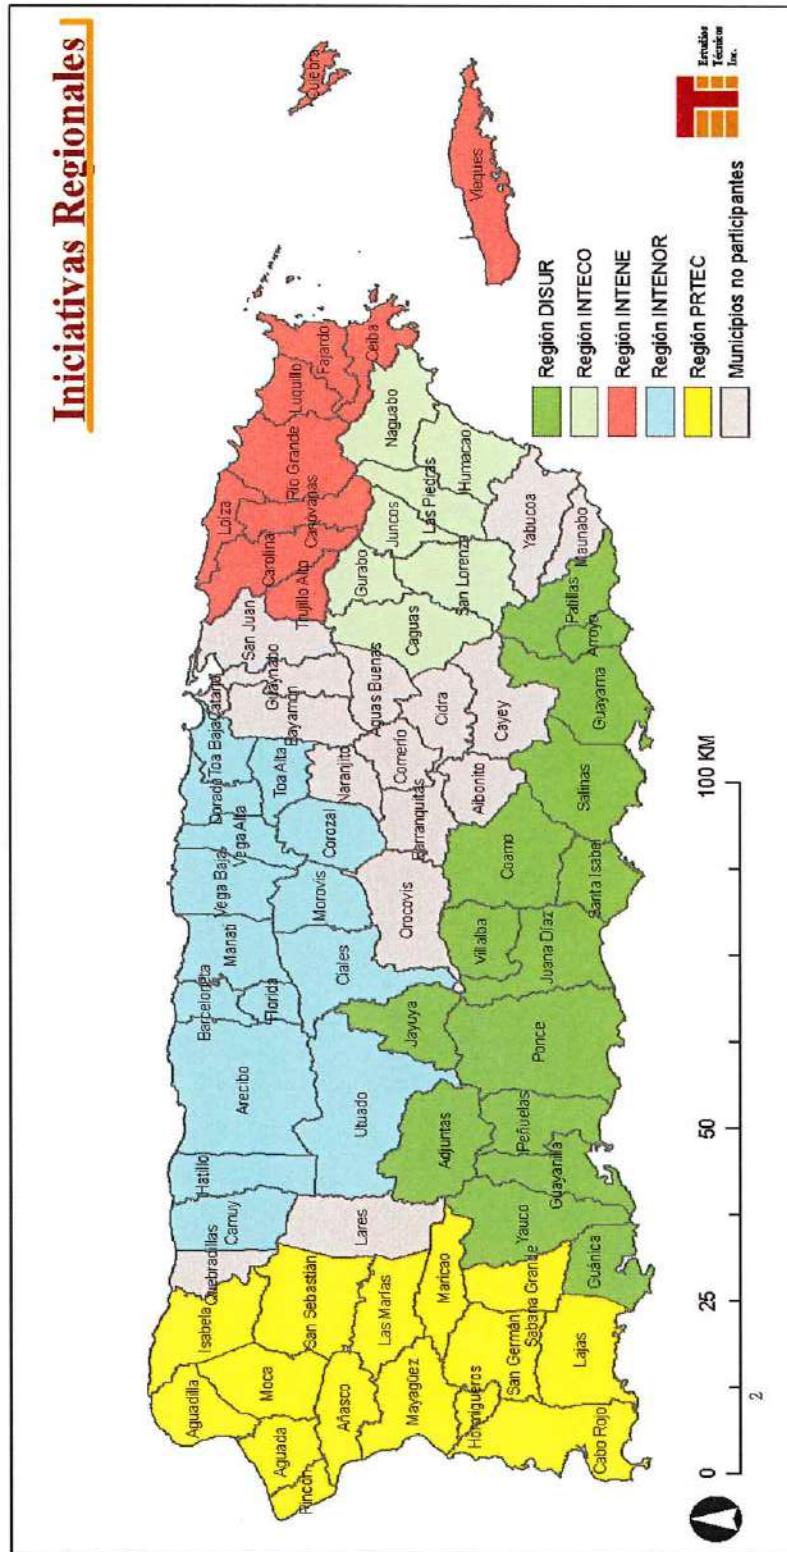 Iniciativas Regionales
Culebra
Vieques
Loíza
Luquillo
Fajardo
Ceiba
Río Grande
Canovanas
Carolina
Trujillo Alto
San Juan
Guaynabo
Bayamón
Cataño
Toa Baja
Dorado
Toa Alta
Vega Alta
Vega Baja
Corozal
Morovis
Manatí
Ciales
Barceloneta
Florida
Arecibo
Hatillo
Camuy
Quebradillas
Isabela
Aguadilla
Aguada
Rincón
Moca
San Sebastián
Añasco
Las Marías
Mayagüez
Maricao
Hormigueros
San Germán
Sabana Grande
Cabo Rojo
Lajas
Lares
Utuado
Jayuya
Adjuntas
Yauco
Guánica
Guayanilla
Peñuelas
Ponce
Villalba
Juana Díaz
Orocovis
Coamo
Santa Isabel
Barranquitas
Aibonito
Salinas
Naranjito
Comerío
Cidra
Cayey
Aguas Buenas
Caguas
Gurabo
Juncos
San Lorenzo
Las Piedras
Naguabo
Humacao
Yabucoa
Maunabo
Patillas
Arroyo
Guayama
Región DISUR
Región INTECO
Región INTENE
Región INTENOR
Región PRTEC
Municipios no participantes
Estudios
Técnicos
Inc.
0 25 50 100 KM
2